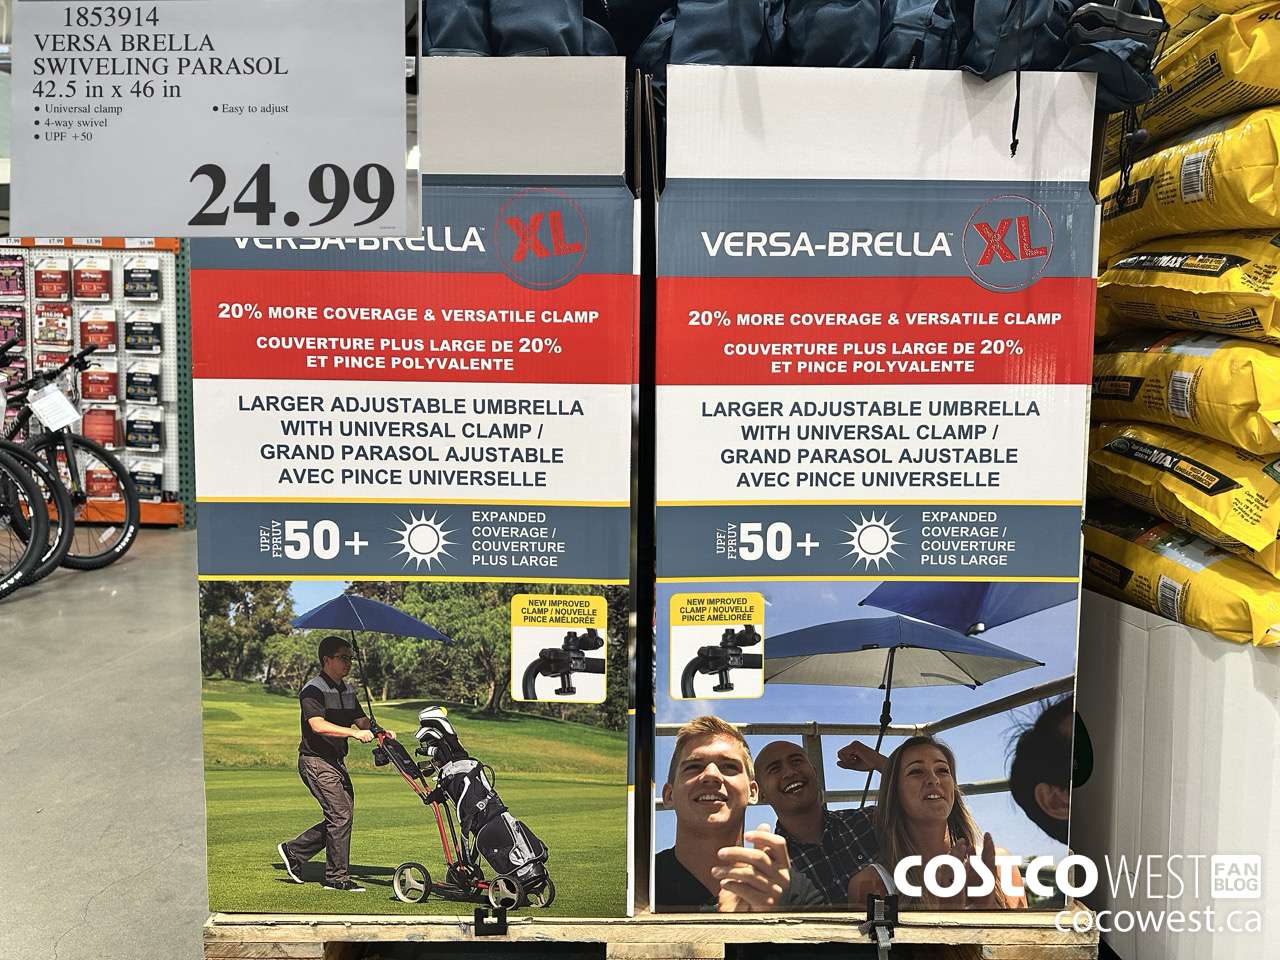 1853914
VERSA BRELLA
SWIVELING PARASOL
42.5 in x 46 in
• Universal clamp
• Easy to adjust
• 4-way swivel
• UPF +50
24.99
VERSA-BRELLA™ XL
20% MORE COVERAGE & VERSATILE CLAMP
COUVERTURE PLUS LARGE DE 20%
ET PINCE POLYVALENTE
LARGER ADJUSTABLE UMBRELLA
WITH UNIVERSAL CLAMP /
GRAND PARASOL AJUSTABLE
AVEC PINCE UNIVERSELLE
UPF/
FPRUV
50+
EXPANDED
COVERAGE /
COUVERTURE
PLUS LARGE
NEW IMPROVED
CLAMP / NOUVELLE
PINCE AMÉLIORÉE
VERSA-BRELLA™ XL
20% MORE COVERAGE & VERSATILE CLAMP
COUVERTURE PLUS LARGE DE 20%
ET PINCE POLYVALENTE
LARGER ADJUSTABLE UMBRELLA
WITH UNIVERSAL CLAMP /
GRAND PARASOL AJUSTABLE
AVEC PINCE UNIVERSELLE
UPF/
FPRUV
50+
EXPANDED
COVERAGE /
COUVERTURE
PLUS LARGE
NEW IMPROVED
CLAMP / NOUVELLE
PINCE AMÉLIORÉE
COSTCO WEST FAN
BLOG
cocowest.ca